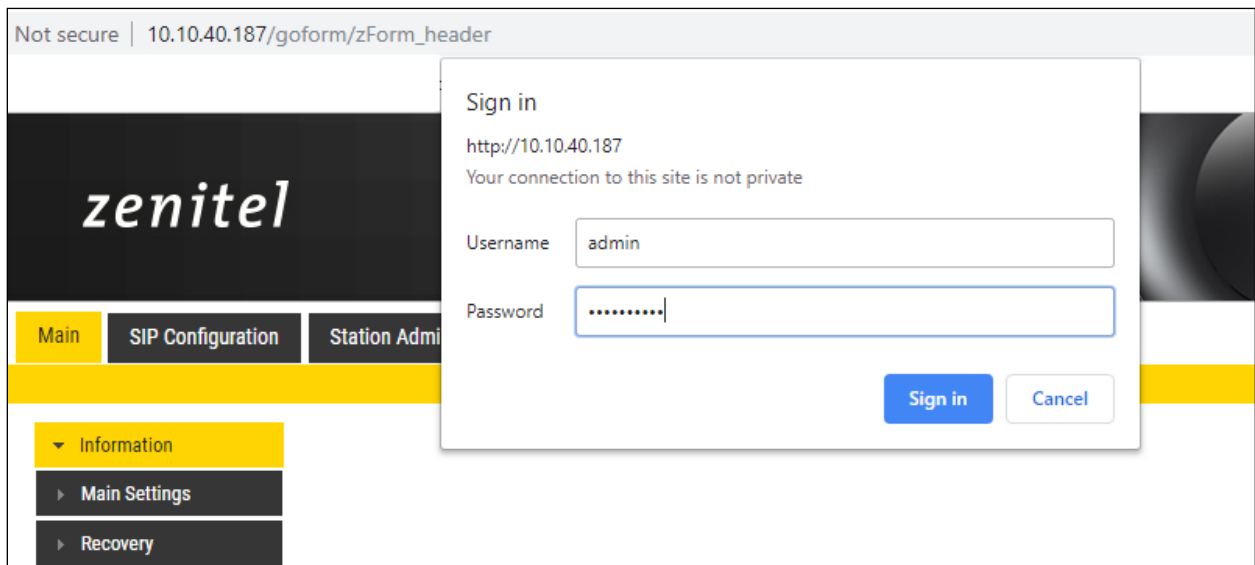 Not secure | 10.10.40.187/goform/zForm_header
Sign in
http://10.10.40.187
Your connection to this site is not private
zenitel
Username admin
Password ••••••••••
Main SIP Configuration Station Admi
Sign in Cancel
Information
Main Settings
Recovery